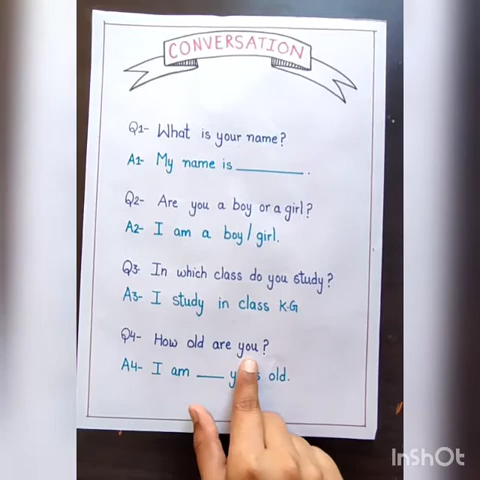 CONVERSATION
Q1- What is your name?
A1- My name is ________.
Q2- Are you a boy or a girl?
A2- I am a boy/girl.
Q3- In which class do you study?
A3- I study in class K.G
Q4- How old are you?
A4- I am ____ old.
InShOt